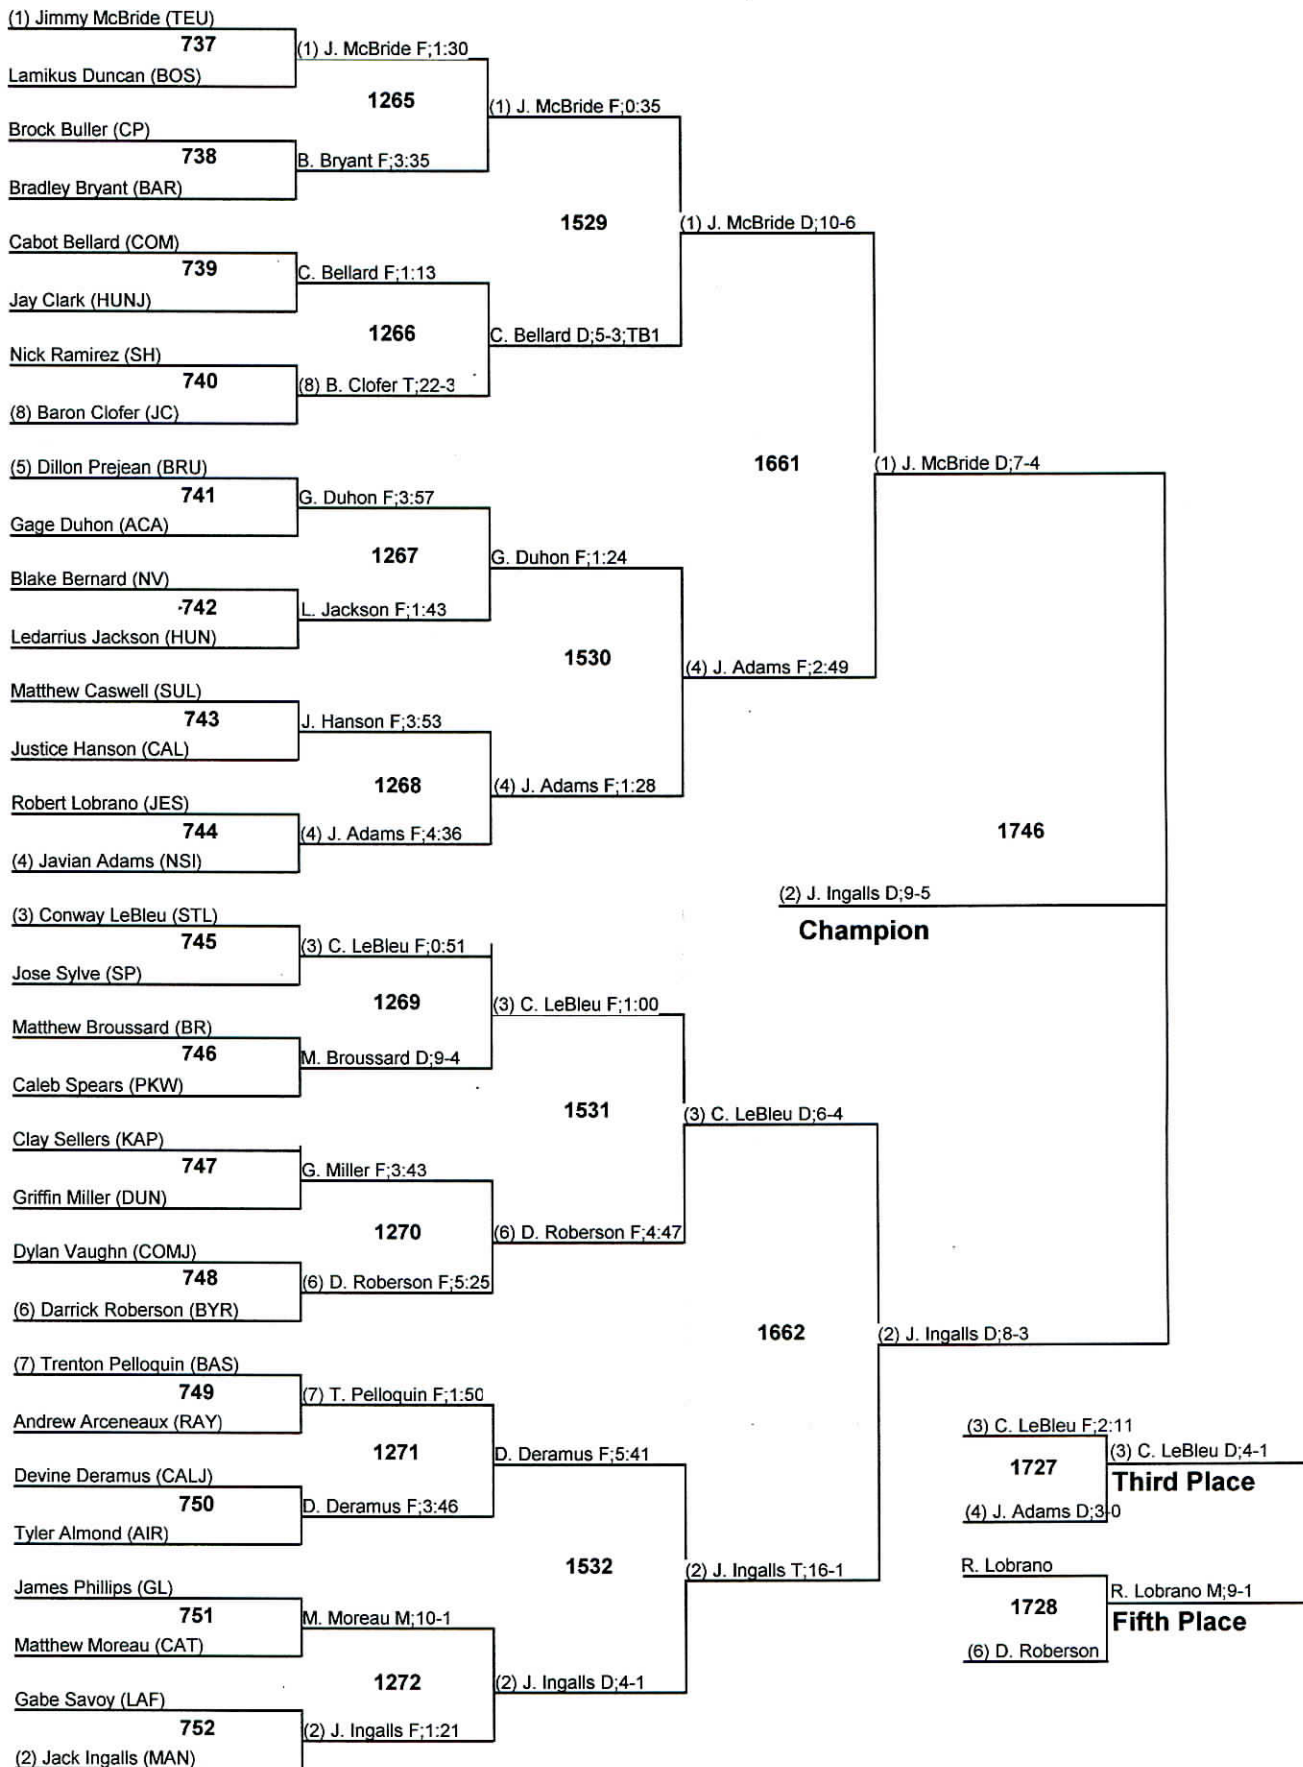 (1) Jimmy McBride (TEU)
737
Lamikus Duncan (BOS)
(1) J. McBride F;1:30
1265
Brock Buller (CP)
738
Bradley Bryant (BAR)
B. Bryant F;3:35
(1) J. McBride F;0:35
1529
Cabot Bellard (COM)
739
Jay Clark (HUNJ)
C. Bellard F;1:13
1266
Nick Ramirez (SH)
740
(8) Baron Clofer (JC)
(8) B. Clofer T;22-3
C. Bellard D;5-3;TB1
(1) J. McBride D;10-6
1661
(5) Dillon Prejean (BRU)
741
Gage Duhon (ACA)
G. Duhon F;3:57
1267
Blake Bernard (NV)
742
Ledarrius Jackson (HUN)
L. Jackson F;1:43
G. Duhon F;1:24
1530
Matthew Caswell (SUL)
743
Justice Hanson (CAL)
J. Hanson F;3:53
1268
Robert Lobrano (JES)
744
(4) Javian Adams (NSI)
(4) J. Adams F;4:36
(4) J. Adams F;1:28
(4) J. Adams F;2:49
(1) J. McBride D;7-4
1746
(2) J. Ingalls D;9-5
Champion
(3) Conway LeBleu (STL)
745
Jose Sylve (SP)
(3) C. LeBleu F;0:51
1269
Matthew Broussard (BR)
746
Caleb Spears (PKW)
M. Broussard D;9-4
(3) C. LeBleu F;1:00
1531
Clay Sellers (KAP)
747
Griffin Miller (DUN)
G. Miller F;3:43
1270
Dylan Vaughn (COMJ)
748
(6) Darrick Roberson (BYR)
(6) D. Roberson F;5:25
(6) D. Roberson F;4:47
(3) C. LeBleu D;6-4
1662
(7) Trenton Pelloquin (BAS)
749
Andrew Arceneaux (RAY)
(7) T. Pelloquin F;1:50
1271
Devine Deramus (CALJ)
750
Tyler Almond (AIR)
D. Deramus F;3:46
D. Deramus F;5:41
1532
James Phillips (GL)
751
Matthew Moreau (CAT)
M. Moreau M;10-1
1272
Gabe Savoy (LAF)
752
(2) Jack Ingalls (MAN)
(2) J. Ingalls F;1:21
(2) J. Ingalls D;4-1
(2) J. Ingalls T;16-1
(2) J. Ingalls D;8-3
(3) C. LeBleu F;2:11
1727
(4) J. Adams D;3-0
(3) C. LeBleu D;4-1
Third Place
R. Lobrano
1728
(6) D. Roberson
R. Lobrano M;9-1
Fifth Place